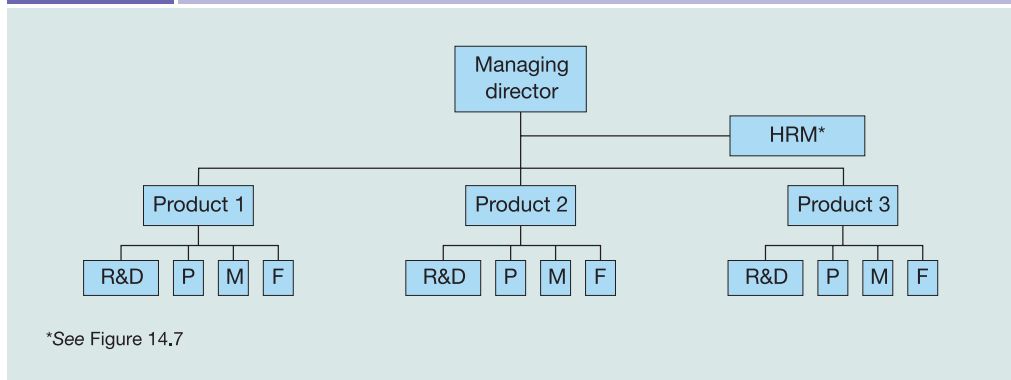 Managing
director
HRM*
Product 1
Product 2
Product 3
R&D P M F
R&D P M F
R&D P M F
*See Figure 14.7